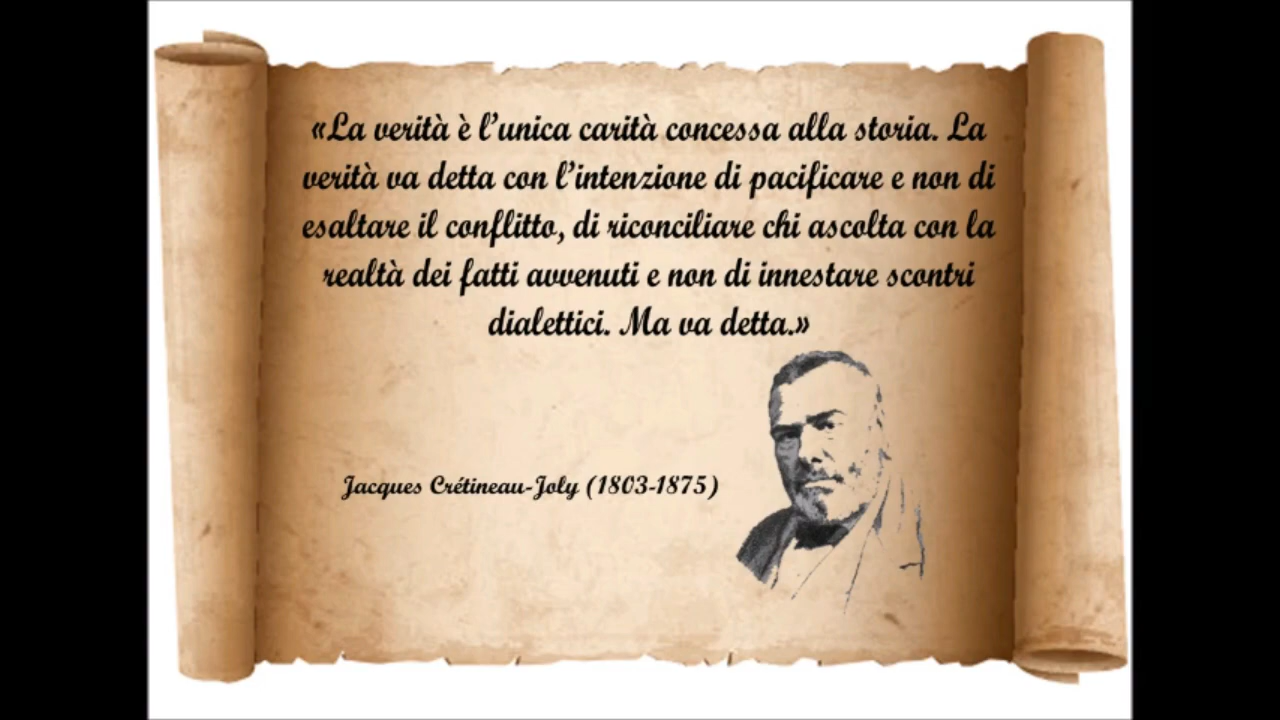 «La verità è l'unica carità concessa alla storia. La
verità va detta con l'intenzione di pacificare e non di
esaltare il conflitto, di riconciliare chi ascolta con la
realtà dei fatti avvenuti e non di innestare scontri
dialettici. Ma va detta.»
Jacques Crétineau-Joly (1803-1875)